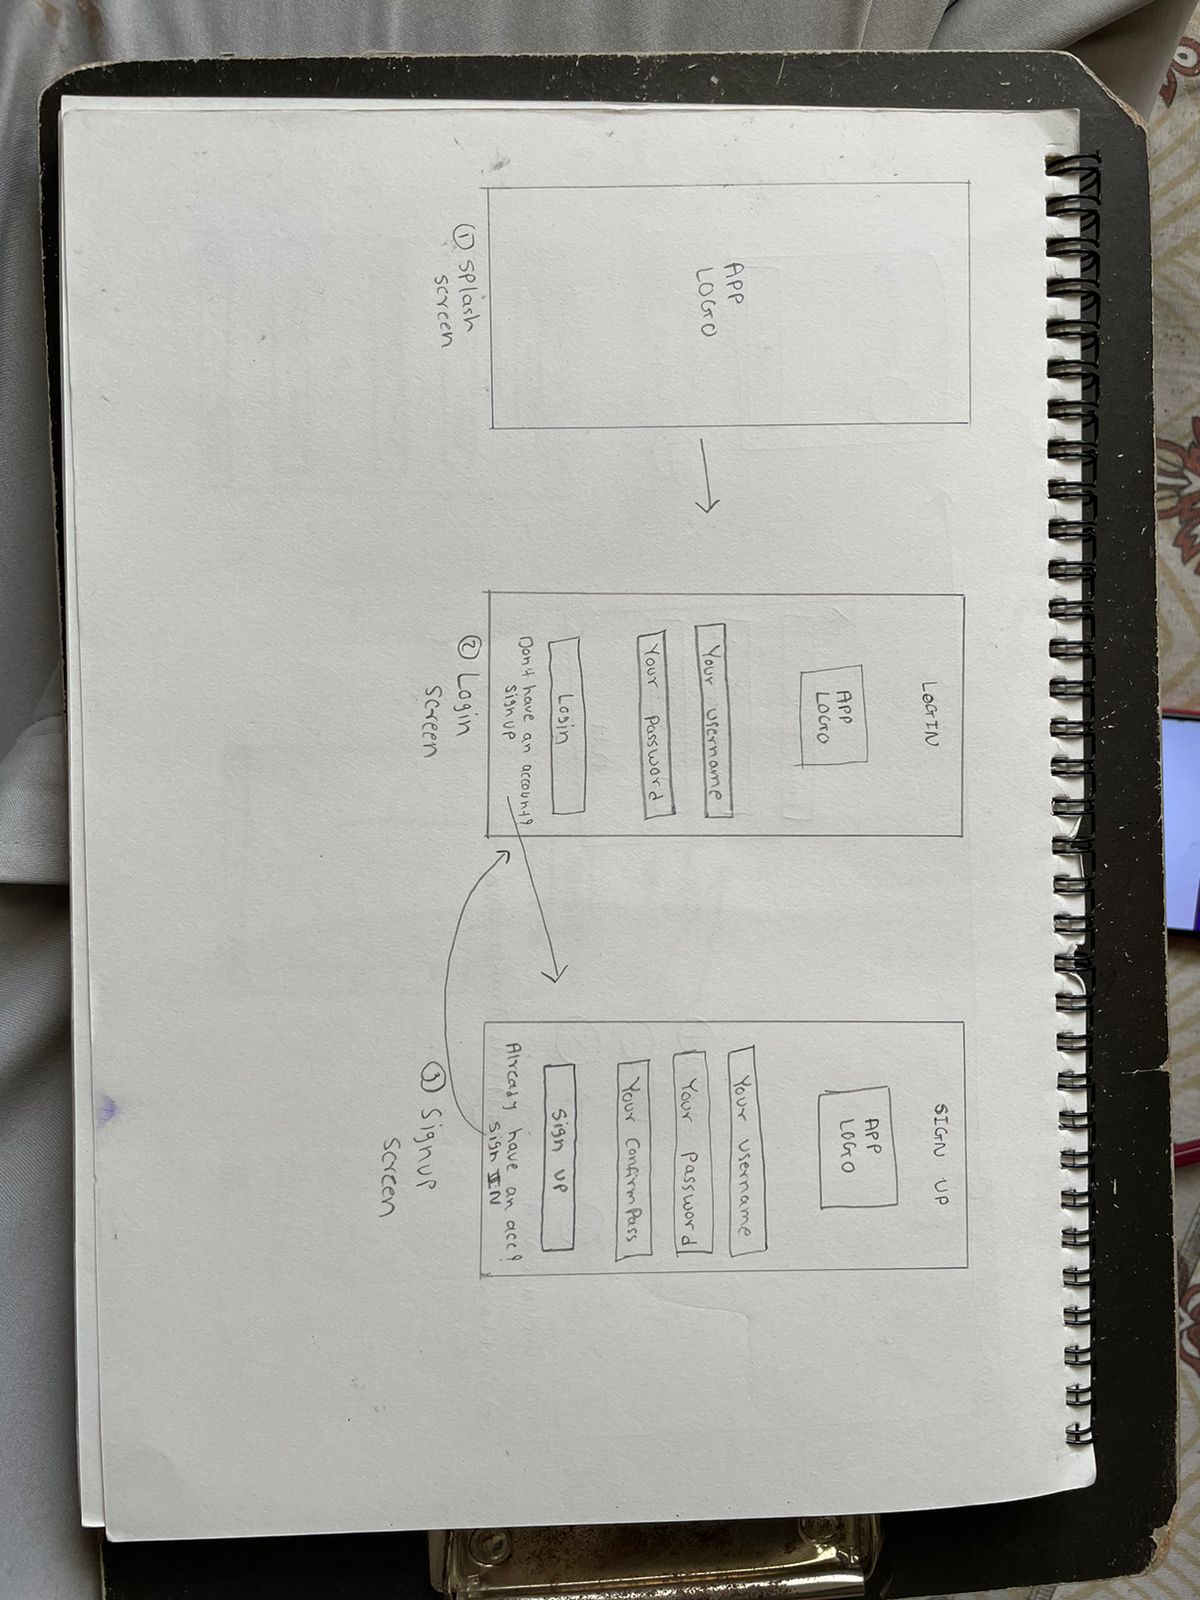 APP
LOGO
① Splash
screen
LOGIN
APP
LOGO
Your username
Your password
Login
Don't have an account?
sign up
② Login
screen
SIGN UP
APP
LOGO
Your username
Your password
Your confirm pass
Sign up
Already have an acc?
sign IN
③ Signup
screen